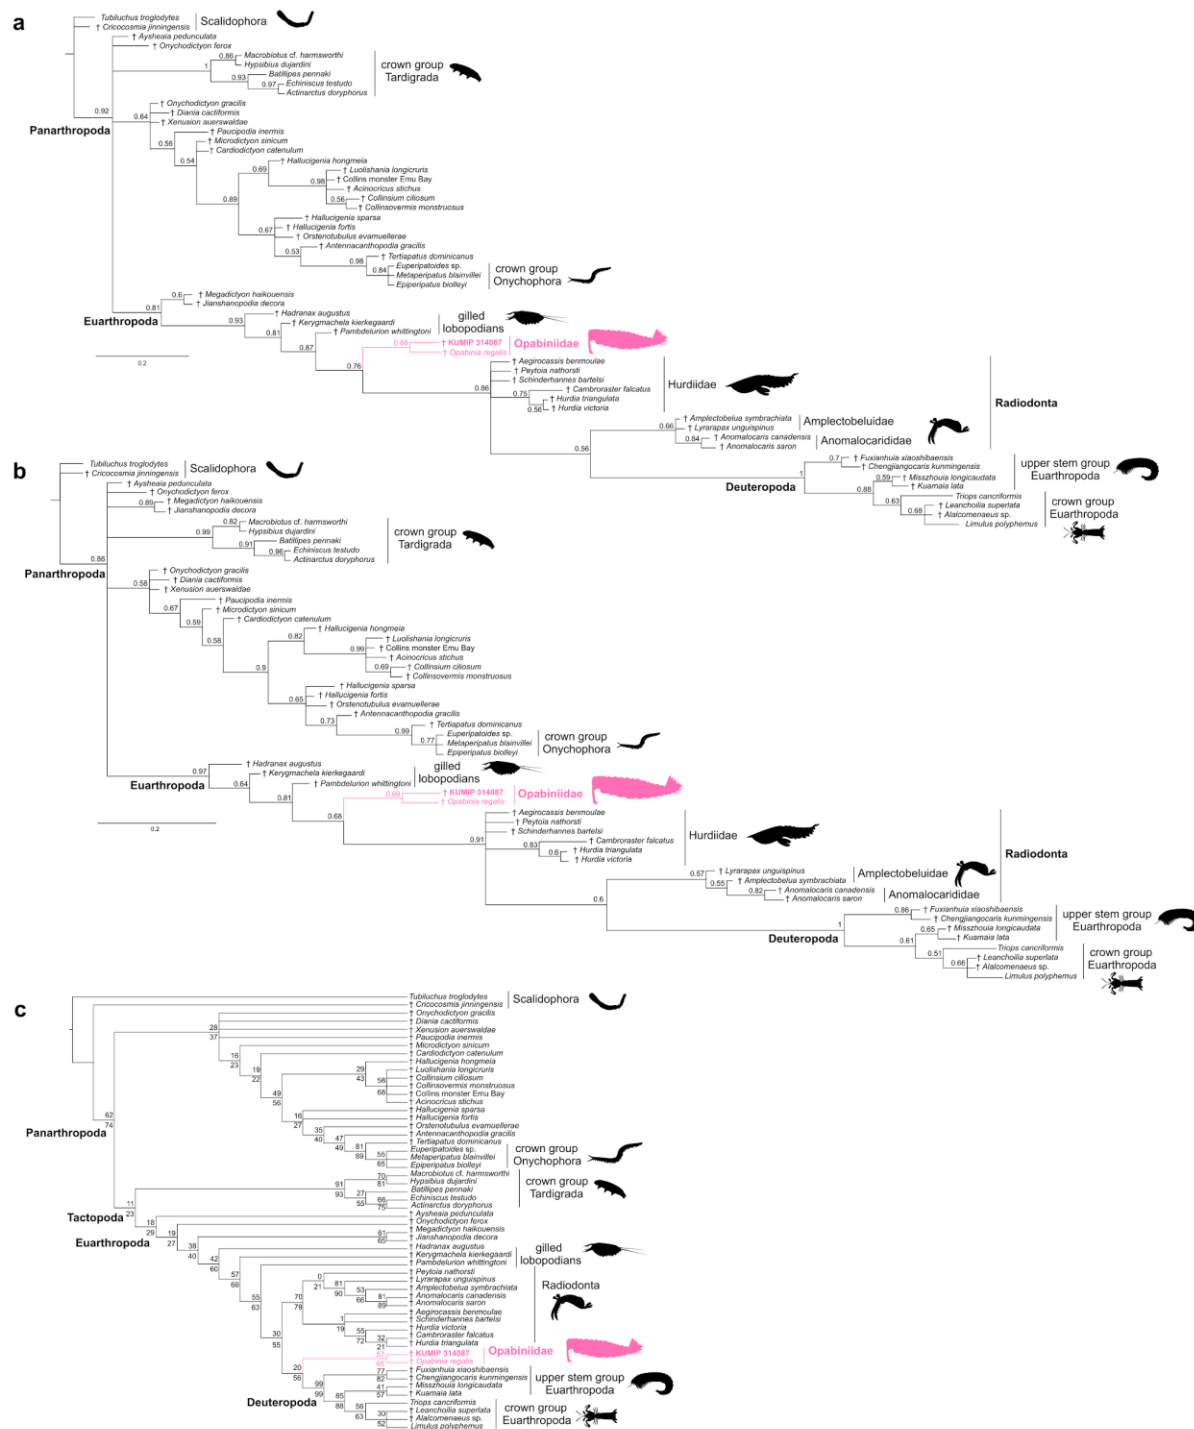 a
Tubiluchus troglodytes
† Cricocosmia jinningensis
Scalidophora
† Aysheaia pedunculata
† Onychodictyon ferox
0.86
Macrobiotus cf. harmsworthi
Hypsibius dujardini
1
0.93
Batillipes pennaki
0.97
Echiniscus testudo
Actinarctus doryphorus
crown group
Tardigrada
0.92
Panarthropoda
0.64
† Onychodictyon gracilis
† Diania cactiformis
† Xenusion auerswaldae
0.56
† Paucipodia inermis
0.54
† Microdictyon sinicum
† Cardiodictyon catenulum
0.89
0.69
† Hallucigenia hongmeia
0.98
† Luolishania longicruris
† Collins monster Emu Bay
† Acinocricus stichus
0.56
† Collinsium ciliosum
† Collinsovermis monstruosus
0.67
† Hallucigenia sparsa
† Hallucigenia fortis
† Orstenotubulus evamuellerae
0.53
† Antennacanthopodia gracilis
0.98
† Tertiapatus dominicanus
0.84
Euperipatoides sp.
Metaperipatus blainvillei
Epiperipatus biolleyi
crown group
Onychophora
0.81
Euarthropoda
0.6
† Megadictyon haikouensis
† Jianshanopodia decora
0.93
† Hadranax augustus
0.81
† Kerygmachela kierkegaardi
0.87
† Pambdelurion whittingtoni
gilled
lobopodians
0.76
0.68
† KUMIP 314087
† Opabinia regalis
Opabiniidae
0.86
† Aegirocassis benmoulae
† Peytoia nathorsti
† Schinderhannes bartelsi
0.75
† Cambroraster falcatus
0.56
† Hurdia triangulata
† Hurdia victoria
Hurdiidae
Radiodonta
0.56
0.66
† Amplectobelua symbrachiata
† Lyrarapax unguispinus
Amplectobeluidae
0.84
† Anomalocaris canadensis
† Anomalocaris saron
Anomalocarididae
Deuteropoda
1
0.7
† Fuxianhuia xiaoshibaensis
† Chengjiangocaris kunmingensis
0.88
0.59
† Misszhouia longicaudata
† Kuamaia lata
upper stem group
Euarthropoda
0.63
Triops cancriformis
0.68
† Leanchoilia superlata
† Alalcomenaeus sp.
Limulus polyphemus
crown group
Euarthropoda
0.2
b
Tubiluchus troglodytes
† Cricocosmia jinningensis
Scalidophora
† Aysheaia pedunculata
† Onychodictyon ferox
0.89
† Megadictyon haikouensis
† Jianshanopodia decora
0.99
0.82
Macrobiotus cf. harmsworthi
Hypsibius dujardini
0.91
Batillipes pennaki
0.96
Echiniscus testudo
Actinarctus doryphorus
crown group
Tardigrada
0.86
Panarthropoda
0.58
† Onychodictyon gracilis
† Diania cactiformis
† Xenusion auerswaldae
0.67
† Paucipodia inermis
0.59
† Microdictyon sinicum
0.58
† Cardiodictyon catenulum
0.9
0.82
† Hallucigenia hongmeia
0.99
† Luolishania longicruris
† Collins monster Emu Bay
† Acinocricus stichus
0.69
† Collinsium ciliosum
† Collinsovermis monstruosus
0.65
† Hallucigenia sparsa
† Hallucigenia fortis
† Orstenotubulus evamuellerae
0.73
† Antennacanthopodia gracilis
0.99
† Tertiapatus dominicanus
0.77
Euperipatoides sp.
Metaperipatus blainvillei
Epiperipatus biolleyi
crown group
Onychophora
0.97
Euarthropoda
† Hadranax augustus
0.64
† Kerygmachela kierkegaardi
0.81
† Pambdelurion whittingtoni
gilled
lobopodians
0.68
0.69
† KUMIP 314087
† Opabinia regalis
Opabiniidae
0.2
0.91
† Aegirocassis benmoulae
† Peytoia nathorsti
† Schinderhannes bartelsi
0.83
† Cambroraster falcatus
0.6
† Hurdia triangulata
† Hurdia victoria
Hurdiidae
Radiodonta
0.6
0.57
† Lyrarapax unguispinus
0.55
† Amplectobelua symbrachiata
Amplectobeluidae
0.82
† Anomalocaris canadensis
† Anomalocaris saron
Anomalocarididae
Deuteropoda
1
0.86
† Fuxianhuia xiaoshibaensis
† Chengjiangocaris kunmingensis
0.61
0.65
† Misszhouia longicaudata
† Kuamaia lata
upper stem group
Euarthropoda
0.51
Triops cancriformis
0.66
† Leanchoilia superlata
† Alalcomenaeus sp.
Limulus polyphemus
crown group
Euarthropoda
c
Tubiluchus troglodytes
† Cricocosmia jinningensis
Scalidophora
† Onychodictyon gracilis
† Diania cactiformis
28
† Xenusion auerswaldae
37
† Paucipodia inermis
16
† Microdictyon sinicum
23
19
† Cardiodictyon catenulum
22
† Hallucigenia hongmeia
29
† Luolishania longicruris
43
58
† Collinsium ciliosum
† Collinsovermis monstruosus
68
† Collins monster Emu Bay
49
56
† Acinocricus stichus
† Hallucigenia sparsa
16
† Hallucigenia fortis
27
† Orstenotubulus evamuellerae
35
† Antennacanthopodia gracilis
40
47
† Tertiapatus dominicanus
49
81
Euperipatoides sp.
89
55
Metaperipatus blainvillei
65
Epiperipatus biolleyi
crown group
Onychophora
62
Panarthropoda
74
Macrobiotus cf. harmsworthi
70
Hypsibius dujardini
81
91
Batillipes pennaki
93
27
Echiniscus testudo
55
66
Actinarctus doryphorus
75
crown group
Tardigrada
11
Tactopoda
23
† Aysheaia pedunculata
18
† Onychodictyon ferox
29
Euarthropoda
19
27
† Megadictyon haikouensis
61
† Jianshanopodia decora
65
38
40
† Hadranax augustus
42
† Kerygmachela kierkegaardi
60
† Pambdelurion whittingtoni
gilled
lobopodians
57
68
† Peytoia nathorsti
0
† Lyrarapax unguispinus
21
81
† Amplectobelua symbrachiata
90
53
† Anomalocaris canadensis
66
81
† Anomalocaris saron
89
Radiodonta
55
63
70
79
† Aegirocassis benmoulae
1
† Schinderhannes bartelsi
19
† Hurdia victoria
55
† Cambroraster falcatus
72
32
† Hurdia triangulata
21
30
55
† KUMIP 314087
57
† Opabinia regalis
65
Opabiniidae
20
56
† Fuxianhuia xiaoshibaensis
77
† Chengjiangocaris kunmingensis
82
99
Deuteropoda
99
† Misszhouia longicaudata
41
† Kuamaia lata
57
upper stem group
Euarthropoda
85
88
Triops cancriformis
56
† Leanchoilia superlata
63
30
† Alalcomenaeus sp.
52
Limulus polyphemus
crown group
Euarthropoda